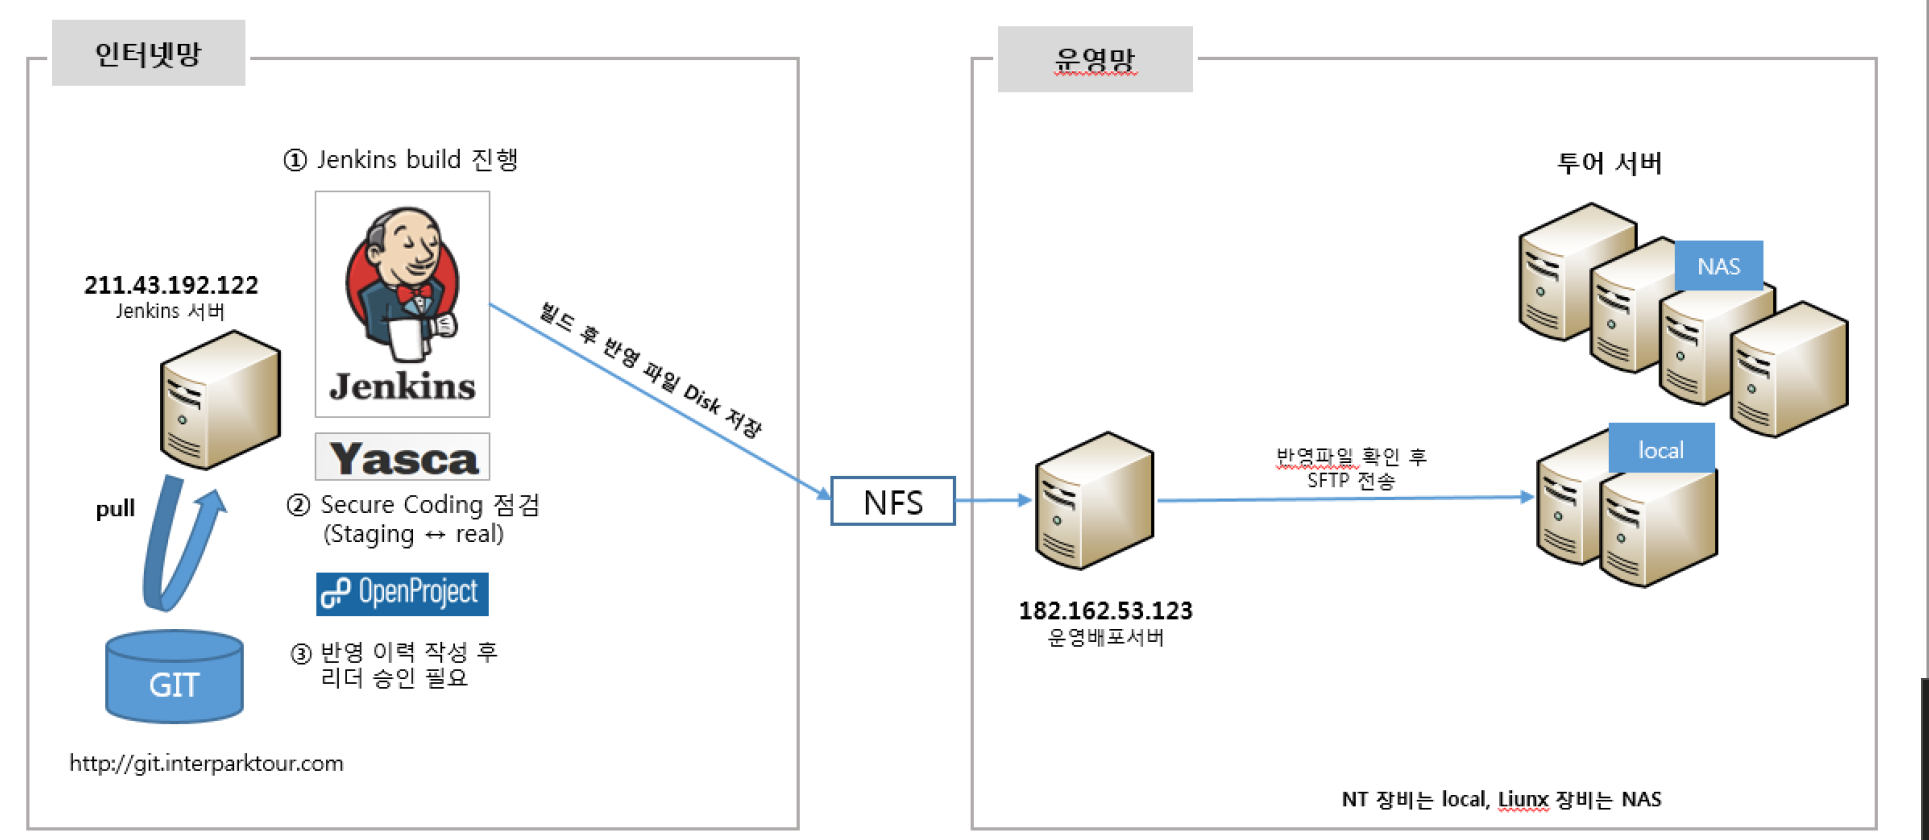 인터넷망
① Jenkins build 진행
211.43.192.122
Jenkins 서버
Jenkins
Yasca
② Secure Coding 점검
(Staging ↔ real)
pull
OpenProject
③ 반영 이력 작성 후
리더 승인 필요
GIT
http://git.interparktour.com
빌드 후 반영 파일 Disk 저장
NFS
운영망
투어 서버
NAS
local
반영파일 확인 후
SFTP 전송
182.162.53.123
운영배포서버
NT 장비는 local, Liunx 장비는 NAS